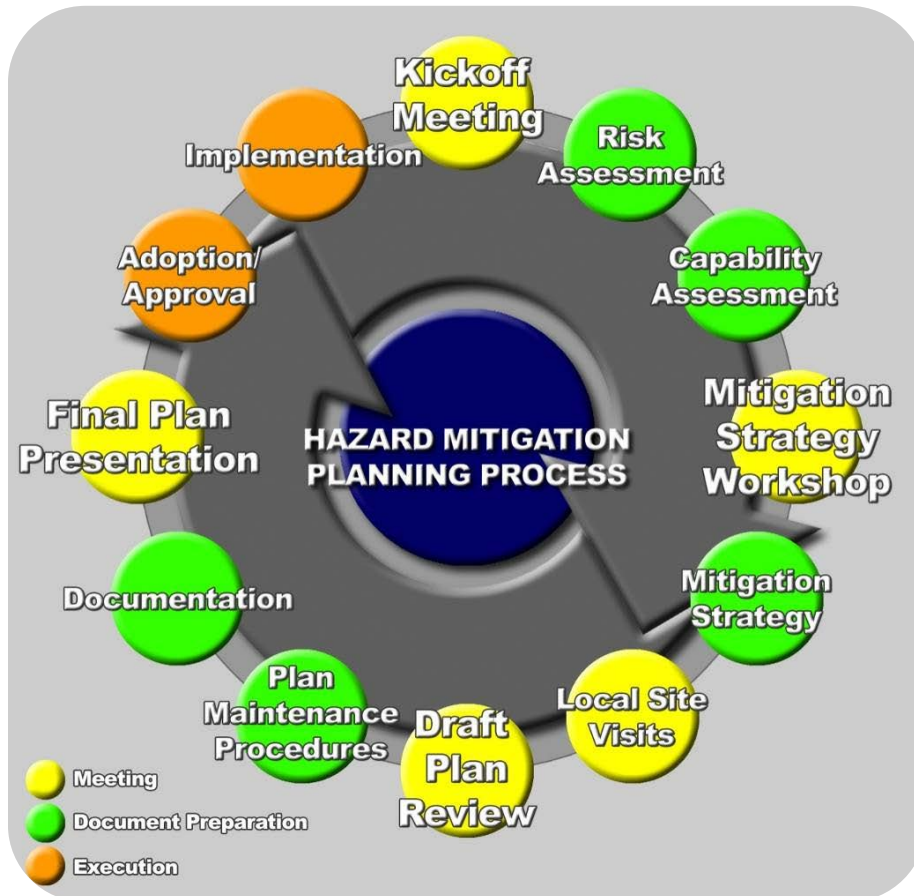 Kickoff
Meeting
Risk
Assessment
Capability
Assessment
Mitigation
Strategy
Workshop
Mitigation
Strategy
Local Site
Visits
Draft
Plan
Review
Plan
Maintenance
Procedures
Documentation
Final Plan
Presentation
Adoption/
Approval
Implementation
HAZARD MITIGATION
PLANNING PROCESS
Meeting
Document Preparation
Execution